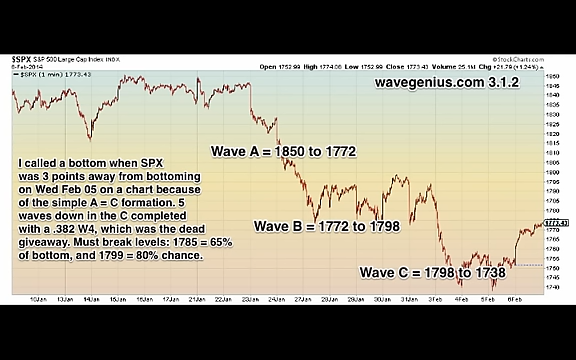 $SPX S&P 500 Large Cap Index INDX
© StockCharts.com
6-Feb-2014
Open 1752.99 High 1774.06 Low 1752.99 Close 1773.43 Volume 25.1M Chg +21.79 (+1.24%)
$SPX (1 min) 1773.43
wavegenius.com 3.1.2
Wave A = 1850 to 1772
I called a bottom when SPX
was 3 points away from bottoming
on Wed Feb 05 on a chart because
of the simple A = C formation. 5
waves down in the C completed
with a .382 W4, which was the dead
giveaway. Must break levels: 1785 = 65%
of bottom, and 1799 = 80% chance.
Wave B = 1772 to 1798
Wave C = 1798 to 1738
1850
1845
1840
1835
1830
1825
1820
1815
1810
1805
1800
1795
1790
1785
1780
1773.43
1765
1760
1755
1750
1745
1740
10Jan 13Jan 14Jan 15Jan 16Jan 17Jan 21Jan 22Jan 23Jan 24Jan 27Jan 28Jan 29Jan 30Jan 31Jan 3Feb 4Feb 5Feb 6Feb